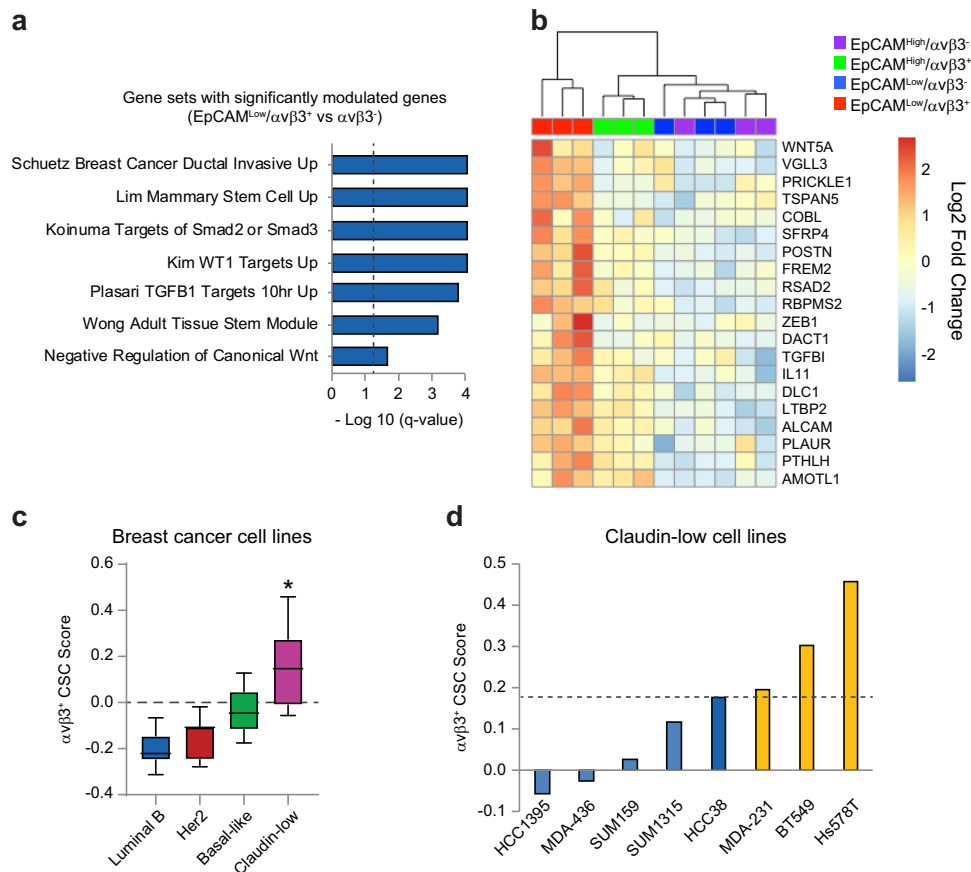 a
Gene sets with significantly modulated genes
(EpCAMLow/αvβ3+ vs αvβ3-)
Schuetz Breast Cancer Ductal Invasive Up
Lim Mammary Stem Cell Up
Koinuma Targets of Smad2 or Smad3
Kim WT1 Targets Up
Plasari TGFB1 Targets 10hr Up
Wong Adult Tissue Stem Module
Negative Regulation of Canonical Wnt
0 1 2 3 4
- Log 10 (q-value)
b
EpCAMHigh/αvβ3-
EpCAMHigh/αvβ3+
EpCAMLow/αvβ3-
EpCAMLow/αvβ3+
WNT5A
VGLL3
PRICKLE1
TSPAN5
COBL
SFRP4
POSTN
FREM2
RSAD2
RBPMS2
ZEB1
DACT1
TGFBI
IL11
DLC1
LTBP2
ALCAM
PLAUR
PTHLH
AMOTL1
2
1
0
-1
-2
Log2 Fold Change
c
Breast cancer cell lines
αvβ3+ CSC Score
0.6
0.4
0.2
0.0
-0.2
-0.4
*
Luminal B
Her2
Basal-like
Claudin-low
d
Claudin-low cell lines
αvβ3+ CSC Score
0.5
0.4
0.3
0.2
0.1
0.0
-0.1
HCC1395
MDA-436
SUM159
SUM1315
HCC38
MDA-231
BT549
Hs578T